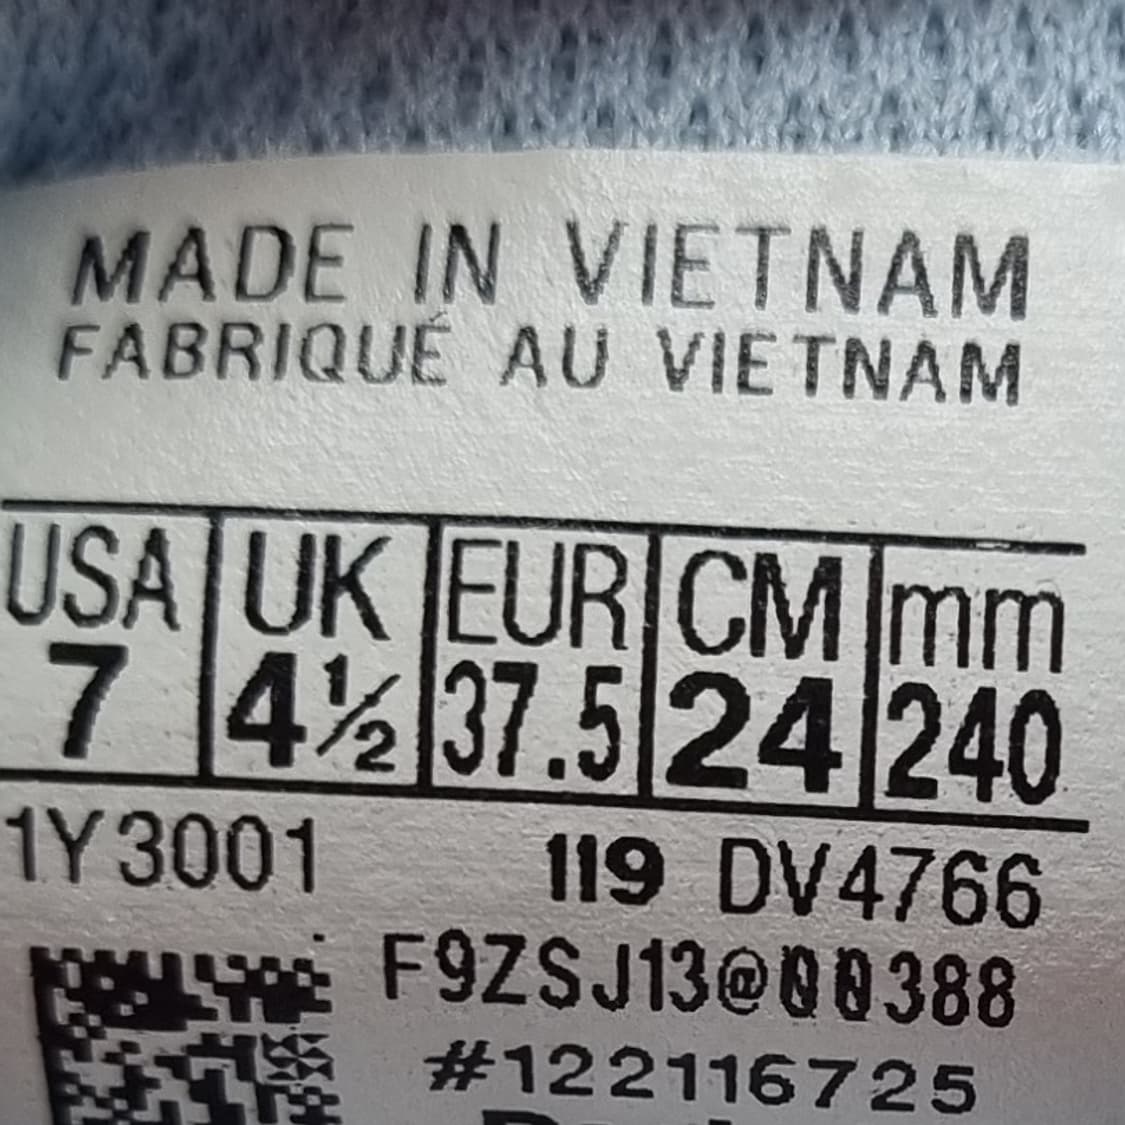 MADE IN VIETNAM
FABRIQUÉ AU VIETNAM
USA UK EUR CM mm
7 4½ 37.5 24 240
1Y3001 119 DV4766
F9ZSJ13@00388
#122116725